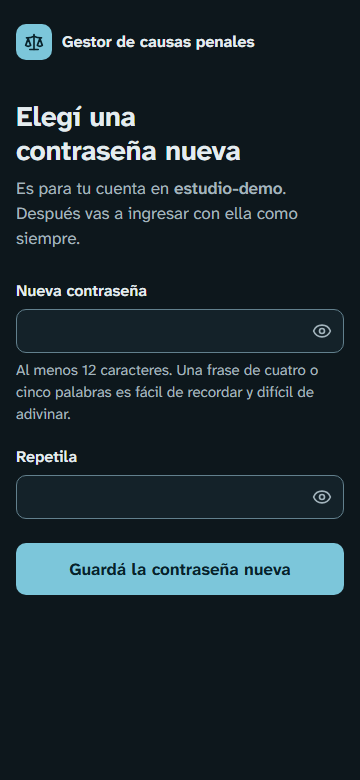 Gestor de causas penales
Elegí una
contraseña nueva
Es para tu cuenta en estudio-demo.
Después vas a ingresar con ella como
siempre.
Nueva contraseña
Al menos 12 caracteres. Una frase de cuatro o
cinco palabras es fácil de recordar y difícil de
adivinar.
Repetila
Guardá la contraseña nueva